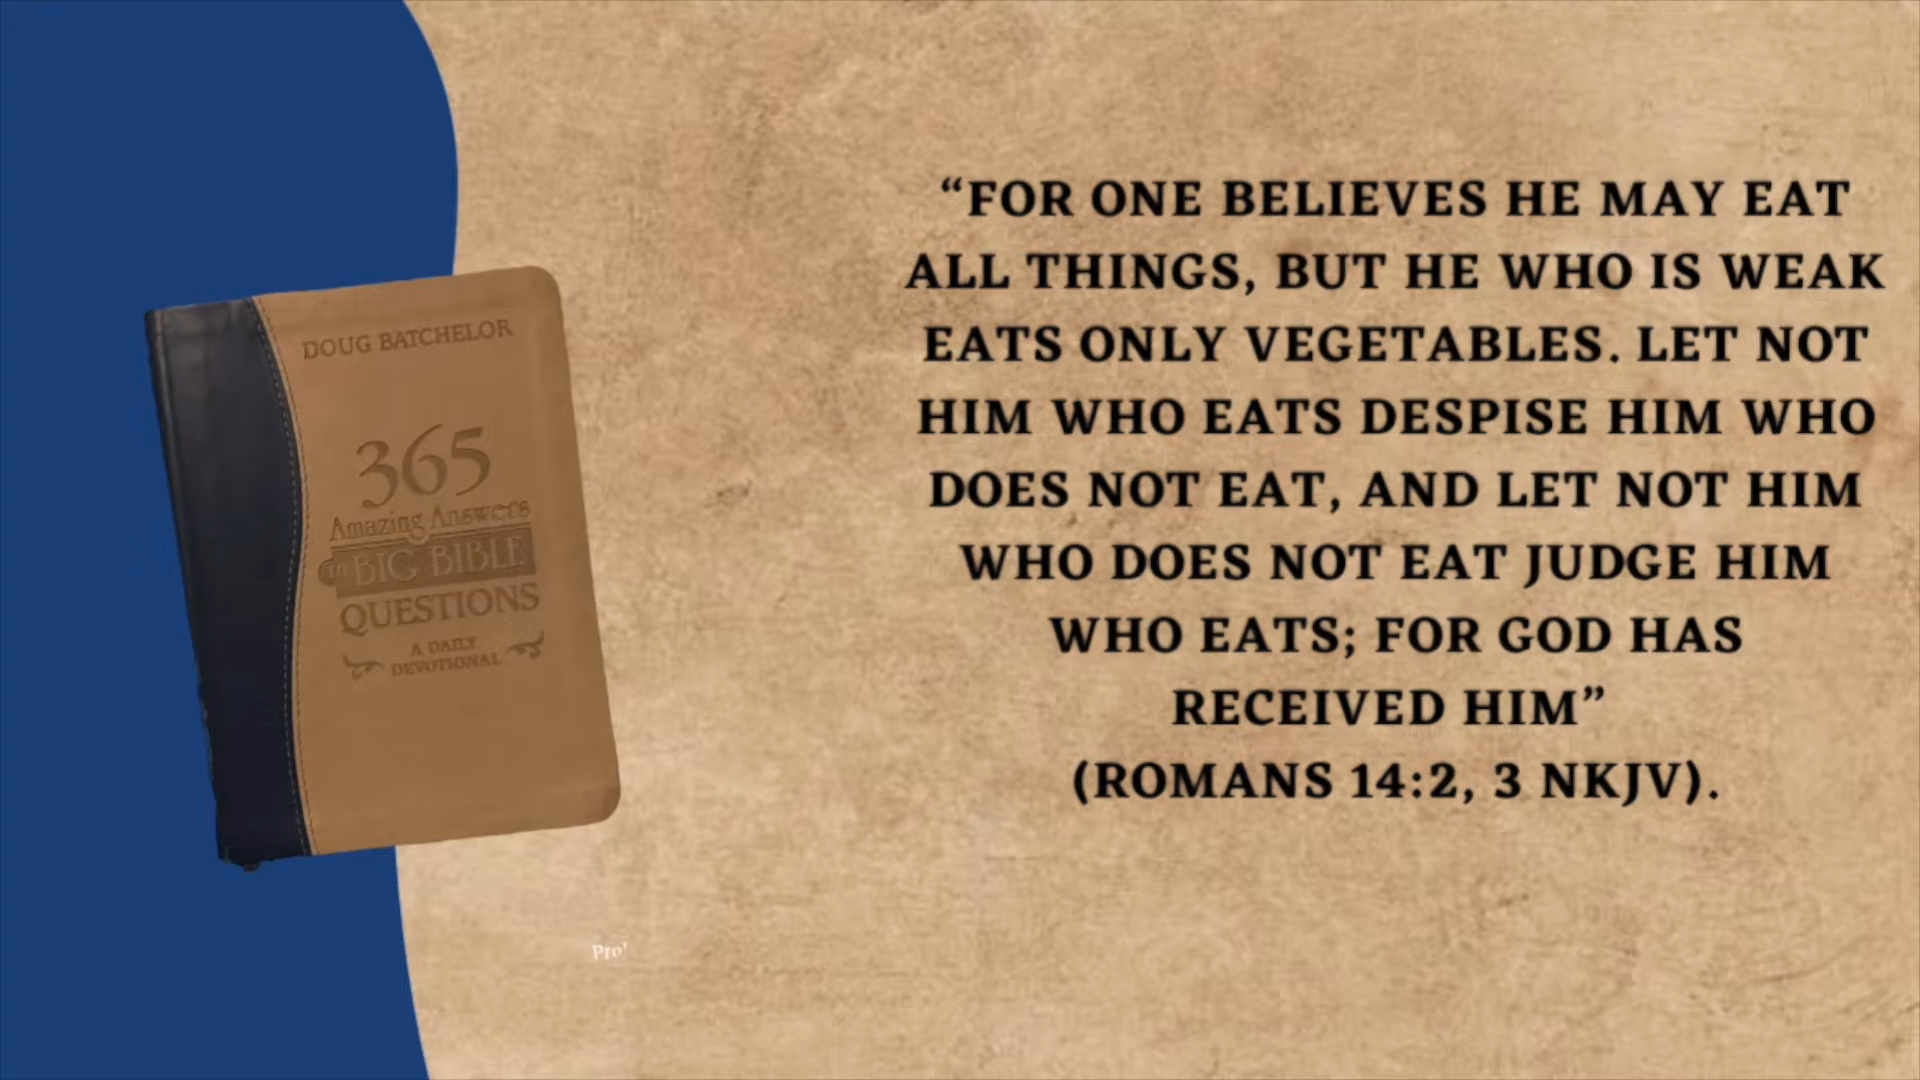 DOUG BATCHELOR
365
Amazing Answers
to BIG BIBLE
QUESTIONS
A DAILY
DEVOTIONAL
“FOR ONE BELIEVES HE MAY EAT
ALL THINGS, BUT HE WHO IS WEAK
EATS ONLY VEGETABLES. LET NOT
HIM WHO EATS DESPISE HIM WHO
DOES NOT EAT, AND LET NOT HIM
WHO DOES NOT EAT JUDGE HIM
WHO EATS; FOR GOD HAS
RECEIVED HIM”
(ROMANS 14:2, 3 NKJV).